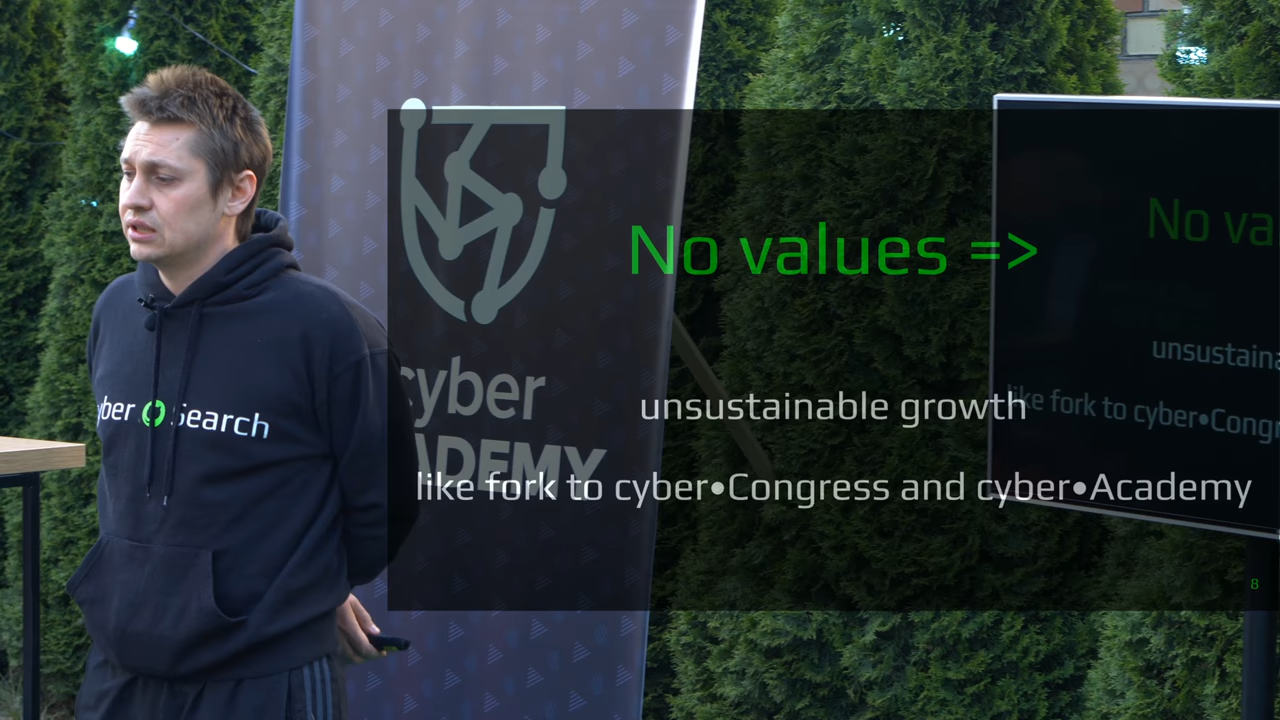 No values =>
unsustainable growth
like fork to cyber•Congress and cyber•Academy
8
cyber
ACADEMY
yber Search
No va
unsustaina
like fork to cyber•Congr